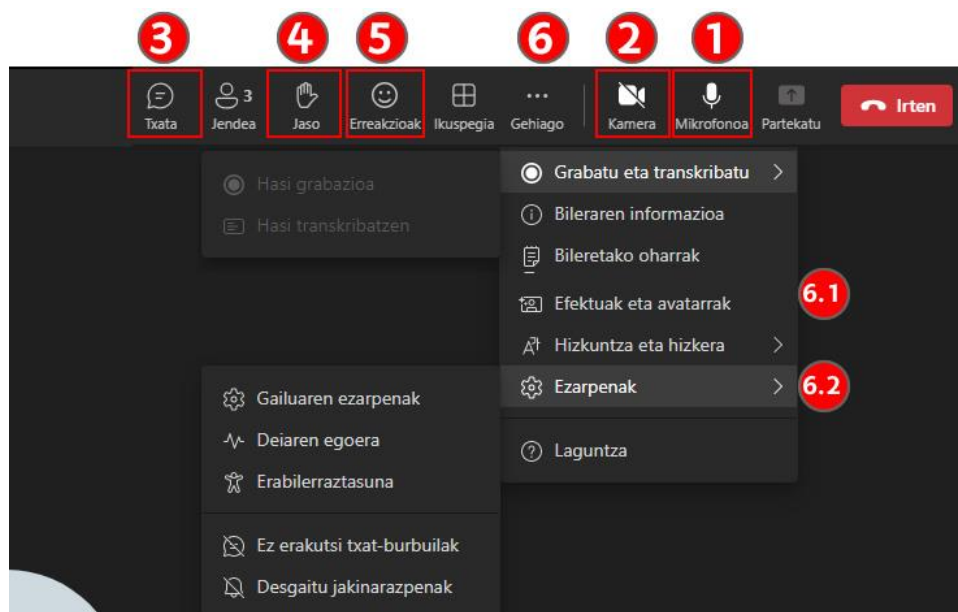 3 4 5 6 2 1
Txata Jendea 3 Jaso Erreakzioak Ikuspegia Gehiago Kamera Mikrofonoa Partekatu Irten
Hasi grabazioa
Hasi transkribatzen
Grabatu eta transkribatu
Bileraren informazioa
Bileretako oharrak
Efektuak eta avatarrak
6.1
Hizkuntza eta hizkera
Ezarpenak
6.2
Laguntza
Gailuaren ezarpenak
Deiaren egoera
Erabilerraztasuna
Ez erakutsi txat-burbuilak
Desgaitu jakinarazpenak